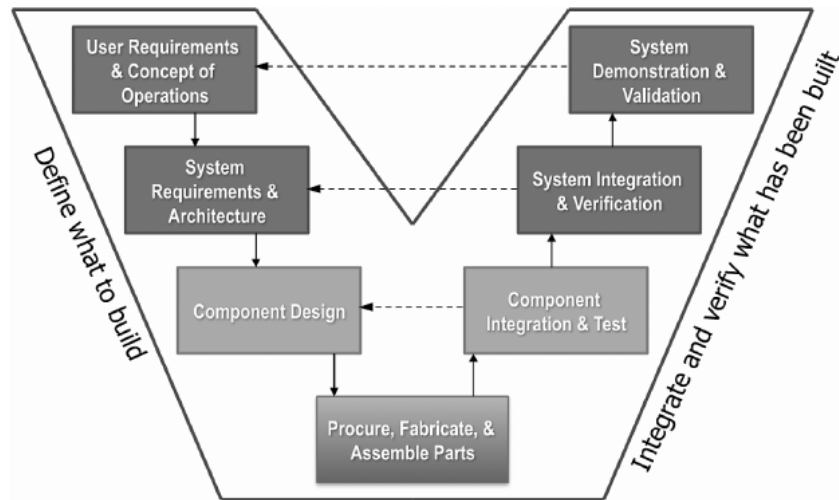 User Requirements
& Concept of
Operations
System
Demonstration &
Validation
System
Requirements &
Architecture
System Integration
& Verification
Component Design
Component
Integration & Test
Procure, Fabricate, &
Assemble Parts
Define what to build
Integrate and verify what has been built